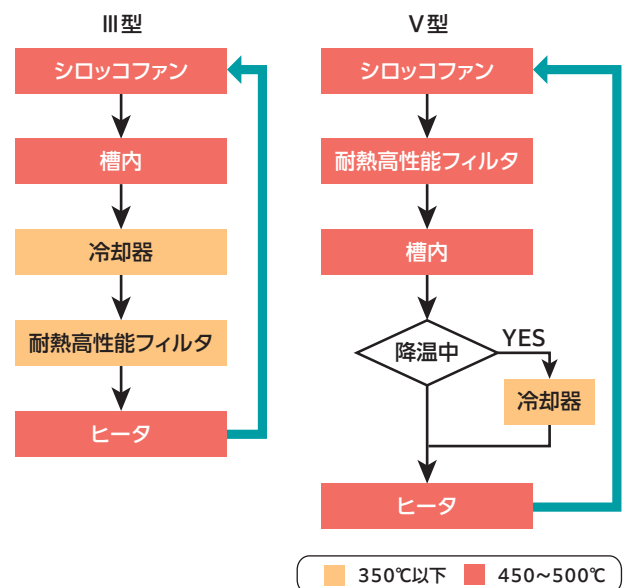 Ⅲ型
シロッコファン
槽内
冷却器
耐熱高性能フィルタ
ヒータ
Ⅴ型
シロッコファン
耐熱高性能フィルタ
槽内
降温中
YES
冷却器
ヒータ
350℃以下
450～500℃